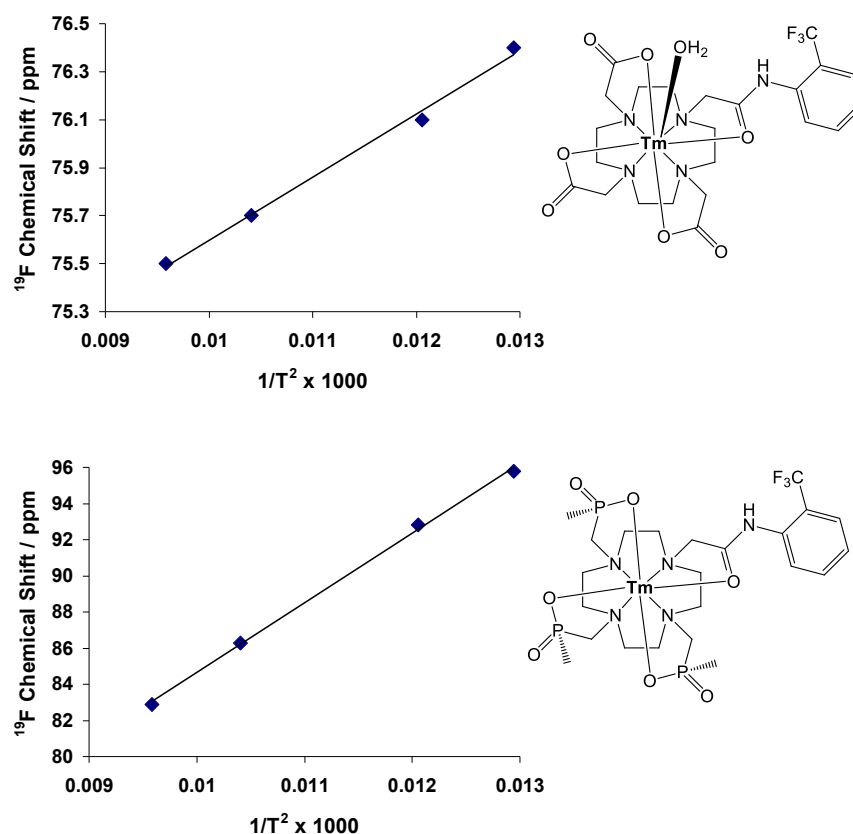 76.5
76.3
76.1
75.9
75.7
75.5
75.3
0.009 0.01 0.011 0.012 0.013
¹⁹F Chemical Shift / ppm
1/T² x 1000
O
O
OH₂
F₃C
H
N
N N
O
Tm
O
N N
O
O
O
96
94
92
90
88
86
84
82
80
0.009 0.01 0.011 0.012 0.013
¹⁹F Chemical Shift / ppm
1/T² x 1000
O
P
O
F₃C
H
N
N N
O
Tm
O
P
N N
O
P
O
O